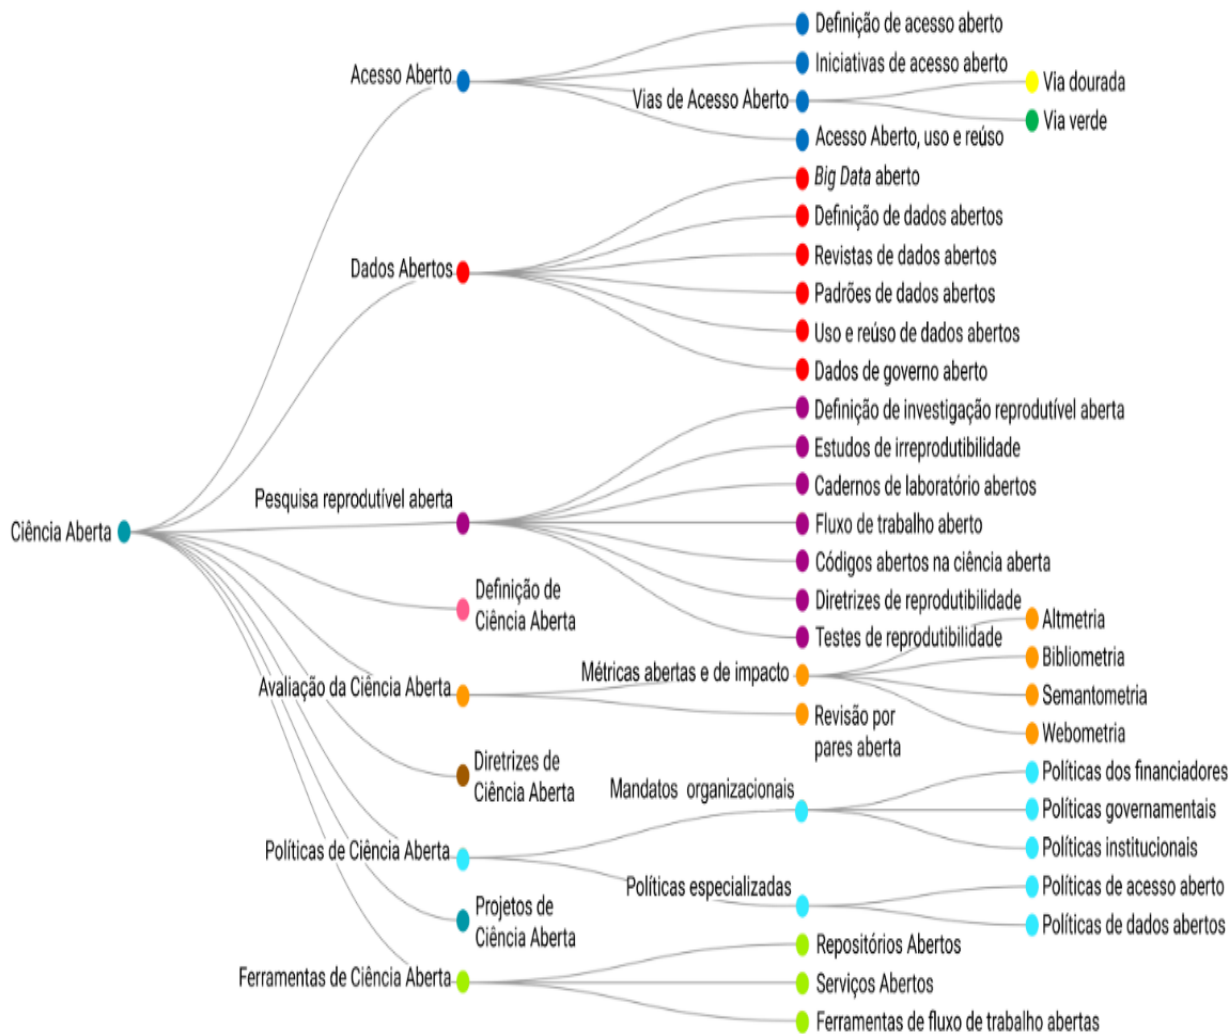 Definição de acesso aberto
Acesso Aberto
Iniciativas de acesso aberto
Via dourada
Vias de Acesso Aberto
Via verde
Acesso Aberto, uso e reúso
Big Data aberto
Definição de dados abertos
Revistas de dados abertos
Dados Abertos
Padrões de dados abertos
Uso e reúso de dados abertos
Dados de governo aberto
Definição de investigação reprodutível aberta
Estudos de irreprodutibilidade
Cadernos de laboratório abertos
Pesquisa reprodutível aberta
Fluxo de trabalho aberto
Ciência Aberta
Códigos abertos na ciência aberta
Diretrizes de reprodutibilidade
Testes de reprodutibilidade
Definição de
Ciência Aberta
Altmetria
Bibliometria
Métricas abertas e de impacto
Avaliação da Ciência Aberta
Semantometria
Revisão por
pares aberta
Webometria
Diretrizes de
Ciência Aberta
Políticas dos financiadores
Mandatos organizacionais
Políticas governamentais
Políticas institucionais
Políticas de Ciência Aberta
Políticas especializadas
Políticas de acesso aberto
Políticas de dados abertos
Projetos de
Ciência Aberta
Repositórios Abertos
Ferramentas de Ciência Aberta
Serviços Abertos
Ferramentas de fluxo de trabalho abertas